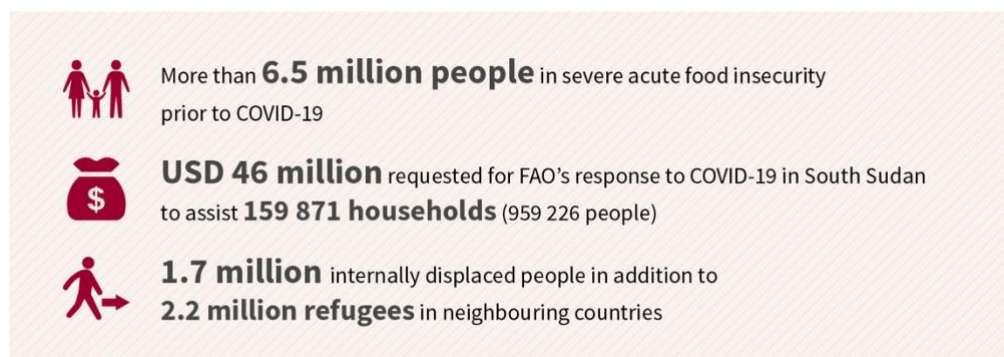 More than 6.5 million people in severe acute food insecurity
prior to COVID-19
USD 46 million requested for FAO’s response to COVID-19 in South Sudan
to assist 159 871 households (959 226 people)
1.7 million internally displaced people in addition to
2.2 million refugees in neighbouring countries
$